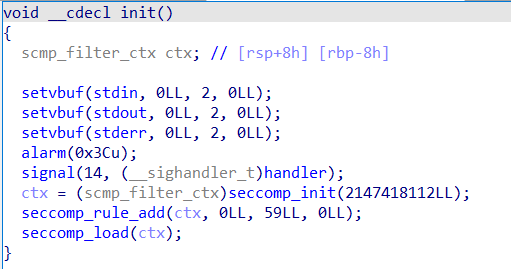 void __cdecl init()
{
  scmp_filter_ctx ctx; // [rsp+8h] [rbp-8h]

  setvbuf(stdin, 0LL, 2, 0LL);
  setvbuf(stdout, 0LL, 2, 0LL);
  setvbuf(stderr, 0LL, 2, 0LL);
  alarm(0x3Cu);
  signal(14, (__sighandler_t)handler);
  ctx = (scmp_filter_ctx)seccomp_init(2147418112LL);
  seccomp_rule_add(ctx, 0LL, 59LL, 0LL);
  seccomp_load(ctx);
}